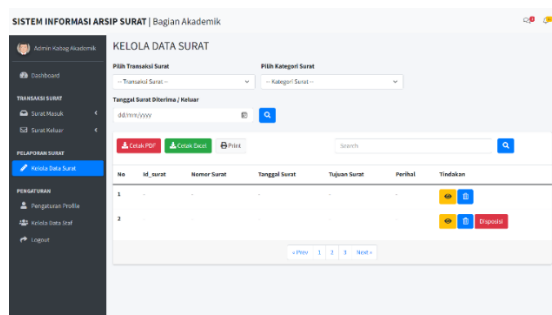 SISTEM INFORMASI ARSIP SURAT | Bagian Akademik
Admin Kabag Akademik
Dashboard
TRANSAKSI SURAT
Surat Masuk
Surat Keluar
PELAPORAN SURAT
Kelola Data Surat
PENGATURAN
Pengaturan Profile
Kelola Data Staf
Logout
KELOLA DATA SURAT
Pilih Transaksi Surat
Pilih Kategori Surat
-- Transaksi Surat --
-- Kategori Surat --
Tanggal Surat Diterima / Keluar
dd/mm/yyyy
Cetak PDF
Cetak Excel
Print
Search
No Id_surat Nomor Surat Tanggal Surat Tujuan Surat Perihal Tindakan
1 - - - - -
Disposisi
« Prev 1 2 3 Next »